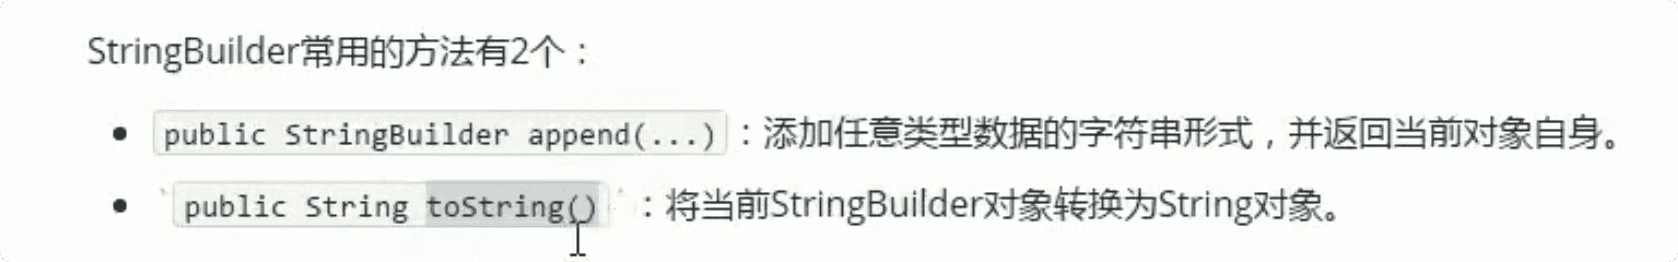 StringBuilder常用的方法有2个：
• public StringBuilder append(...) ：添加任意类型数据的字符串形式，并返回当前对象自身。
• `public String toString()` ：将当前StringBuilder对象转换为String对象。